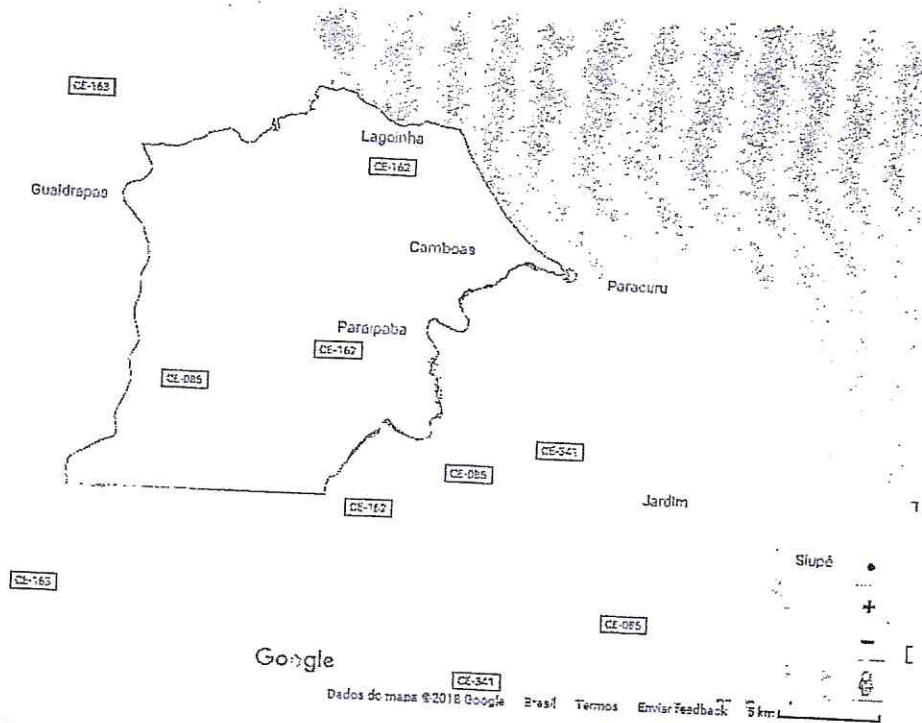 CE-163
Lagoinha
CE-162
Gualdrapas
Camboas
Paracuru
Paraipaba
CE-162
CE-085
CE-341
CE-085
CE-162
Jardim
Siupé
CE-163
CE-085
Google
CE-341
Dados do mapa ©2018 Google Brasil Termos Enviar feedback 5 km